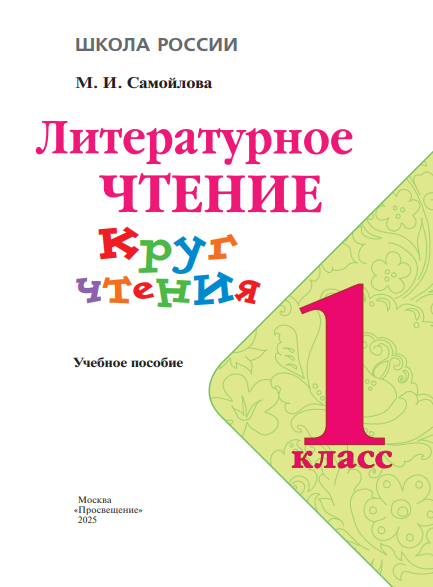 ШКОЛА РОССИИ
М. И. Самойлова
Литературное
ЧТЕНИЕ
круг
чтения
Учебное пособие
1
класс
Москва
«Просвещение»
2025